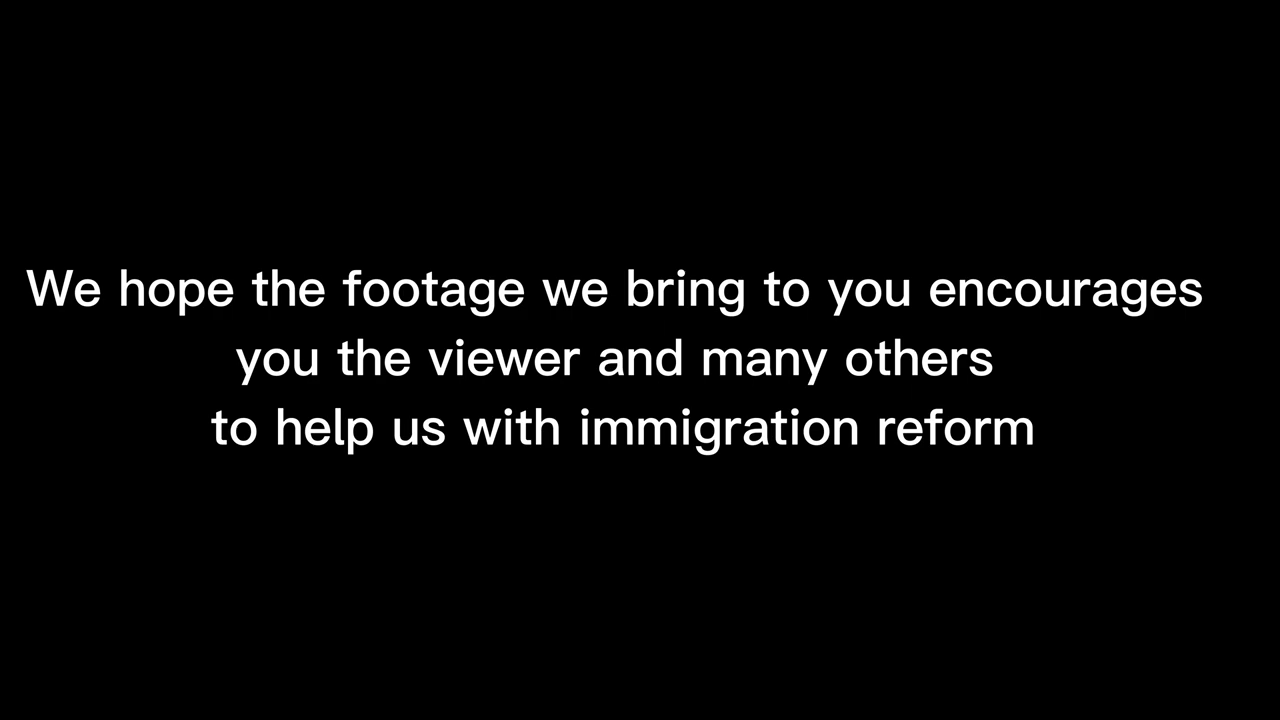 We hope the footage we bring to you encourages
you the viewer and many others
to help us with immigration reform